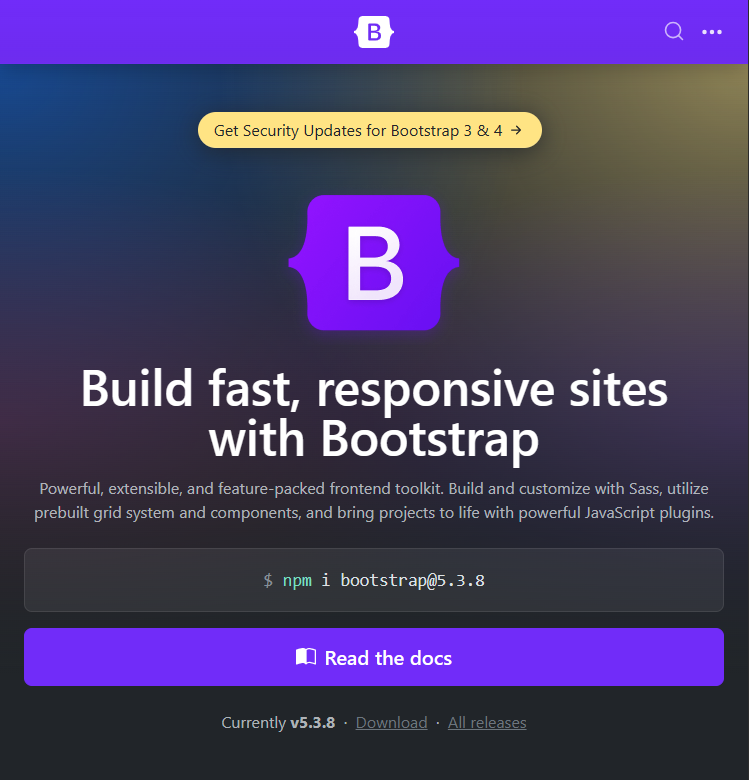 B
Get Security Updates for Bootstrap 3 & 4 →
B
Build fast, responsive sites
with Bootstrap
Powerful, extensible, and feature-packed frontend toolkit. Build and customize with Sass, utilize
prebuilt grid system and components, and bring projects to life with powerful JavaScript plugins.
$ npm i bootstrap@5.3.8
Read the docs
Currently v5.3.8 · Download · All releases